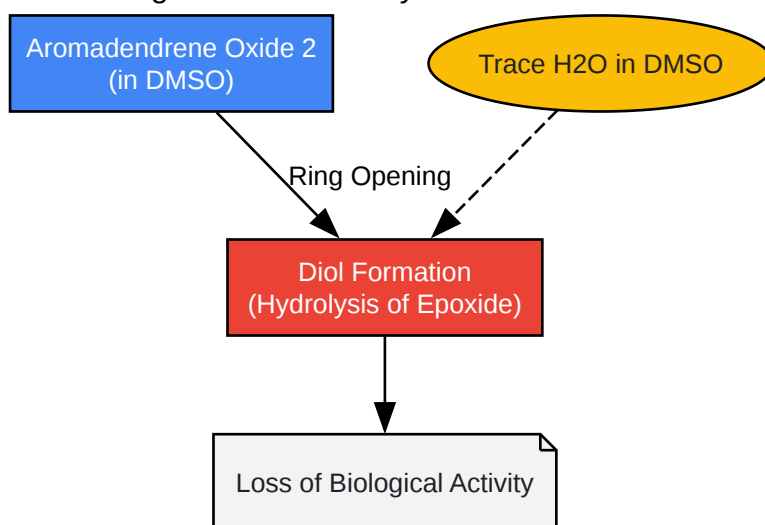 Aromadendrene Oxide 2
(in DMSO)
Trace H2O in DMSO
Ring Opening
Diol Formation
(Hydrolysis of Epoxide)
Loss of Biological Activity